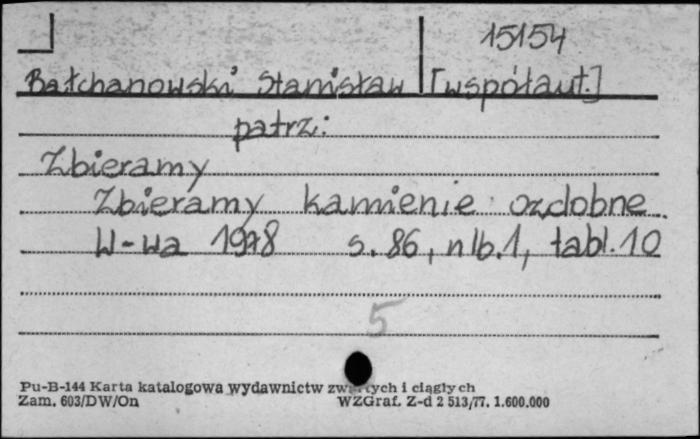 15154
Bałchanowski Stanisław [współaut.]
patrz:
Zbieramy
Zbieramy kamienie ozdobne.
W-wa 1978 s. 86, nlb. 1, tabl. 10
5
Pu-B-144 Karta katalogowa wydawnictw zwartych i ciągłych
Zam. 603/DW/On WZGraf. Z-d 2 513/77. 1.600.000